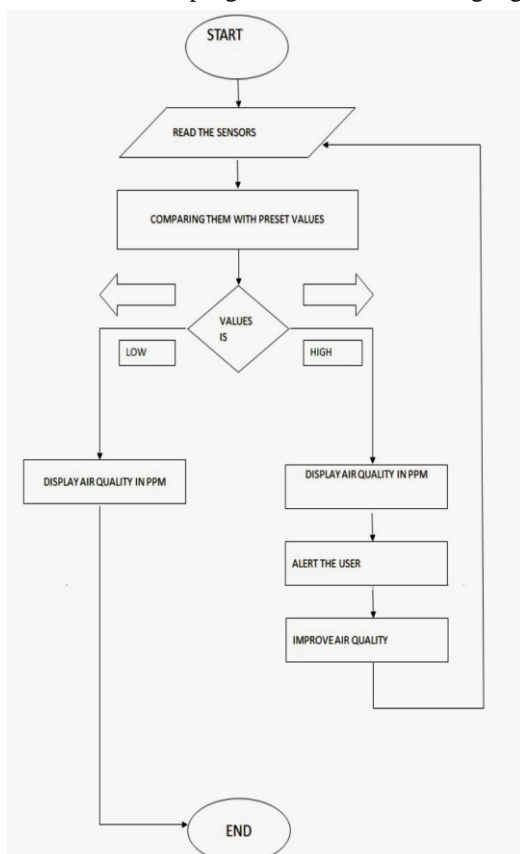 START
READ THE SENSORS
COMPARING THEM WITH PRESET VALUES
VALUES
IS
LOW
HIGH
DISPLAY AIR QUALITY IN PPM
DISPLAY AIR QUALITY IN PPM
ALERT THE USER
IMPROVE AIR QUALITY
END